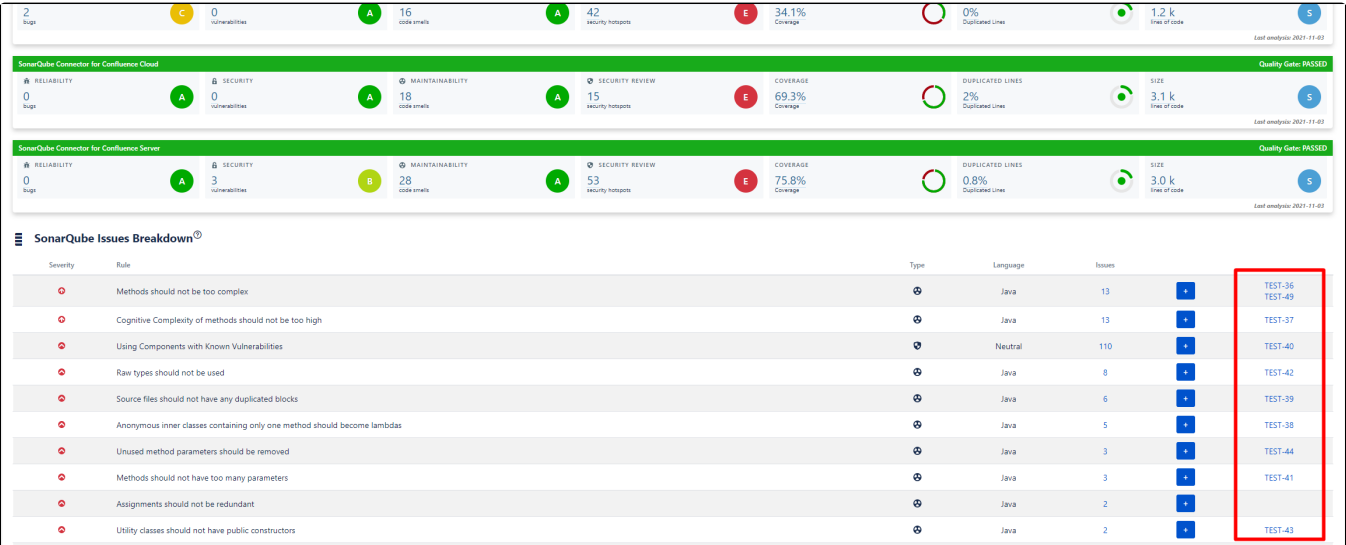 2 C 0 A 16 A 42 E 34.1% 0% 1.2 k S
bugs vulnerabilities code smells security hotspots Coverage Duplicated Lines lines of code
Last analysis: 2021-11-03
SonarQube Connector for Confluence Cloud Quality Gate: PASSED
RELIABILITY SECURITY MAINTAINABILITY SECURITY REVIEW COVERAGE DUPLICATED LINES SIZE
0 A 0 A 18 A 15 E 69.3% 2% 3.1 k S
bugs vulnerabilities code smells security hotspots Coverage Duplicated Lines lines of code
Last analysis: 2021-11-03
SonarQube Connector for Confluence Server Quality Gate: PASSED
RELIABILITY SECURITY MAINTAINABILITY SECURITY REVIEW COVERAGE DUPLICATED LINES SIZE
0 A 3 B 28 A 53 E 75.8% 0.8% 3.0 k S
bugs vulnerabilities code smells security hotspots Coverage Duplicated Lines lines of code
Last analysis: 2021-11-03
SonarQube Issues Breakdown?
Severity Rule Type Language Issues
Methods should not be too complex Java 13 + TEST-36
TEST-49
Cognitive Complexity of methods should not be too high Java 13 + TEST-37
Using Components with Known Vulnerabilities Neutral 110 + TEST-40
Raw types should not be used Java 8 + TEST-42
Source files should not have any duplicated blocks Java 6 + TEST-39
Anonymous inner classes containing only one method should become lambdas Java 5 + TEST-38
Unused method parameters should be removed Java 3 + TEST-44
Methods should not have too many parameters Java 3 + TEST-41
Assignments should not be redundant Java 2 +
Utility classes should not have public constructors Java 2 + TEST-43